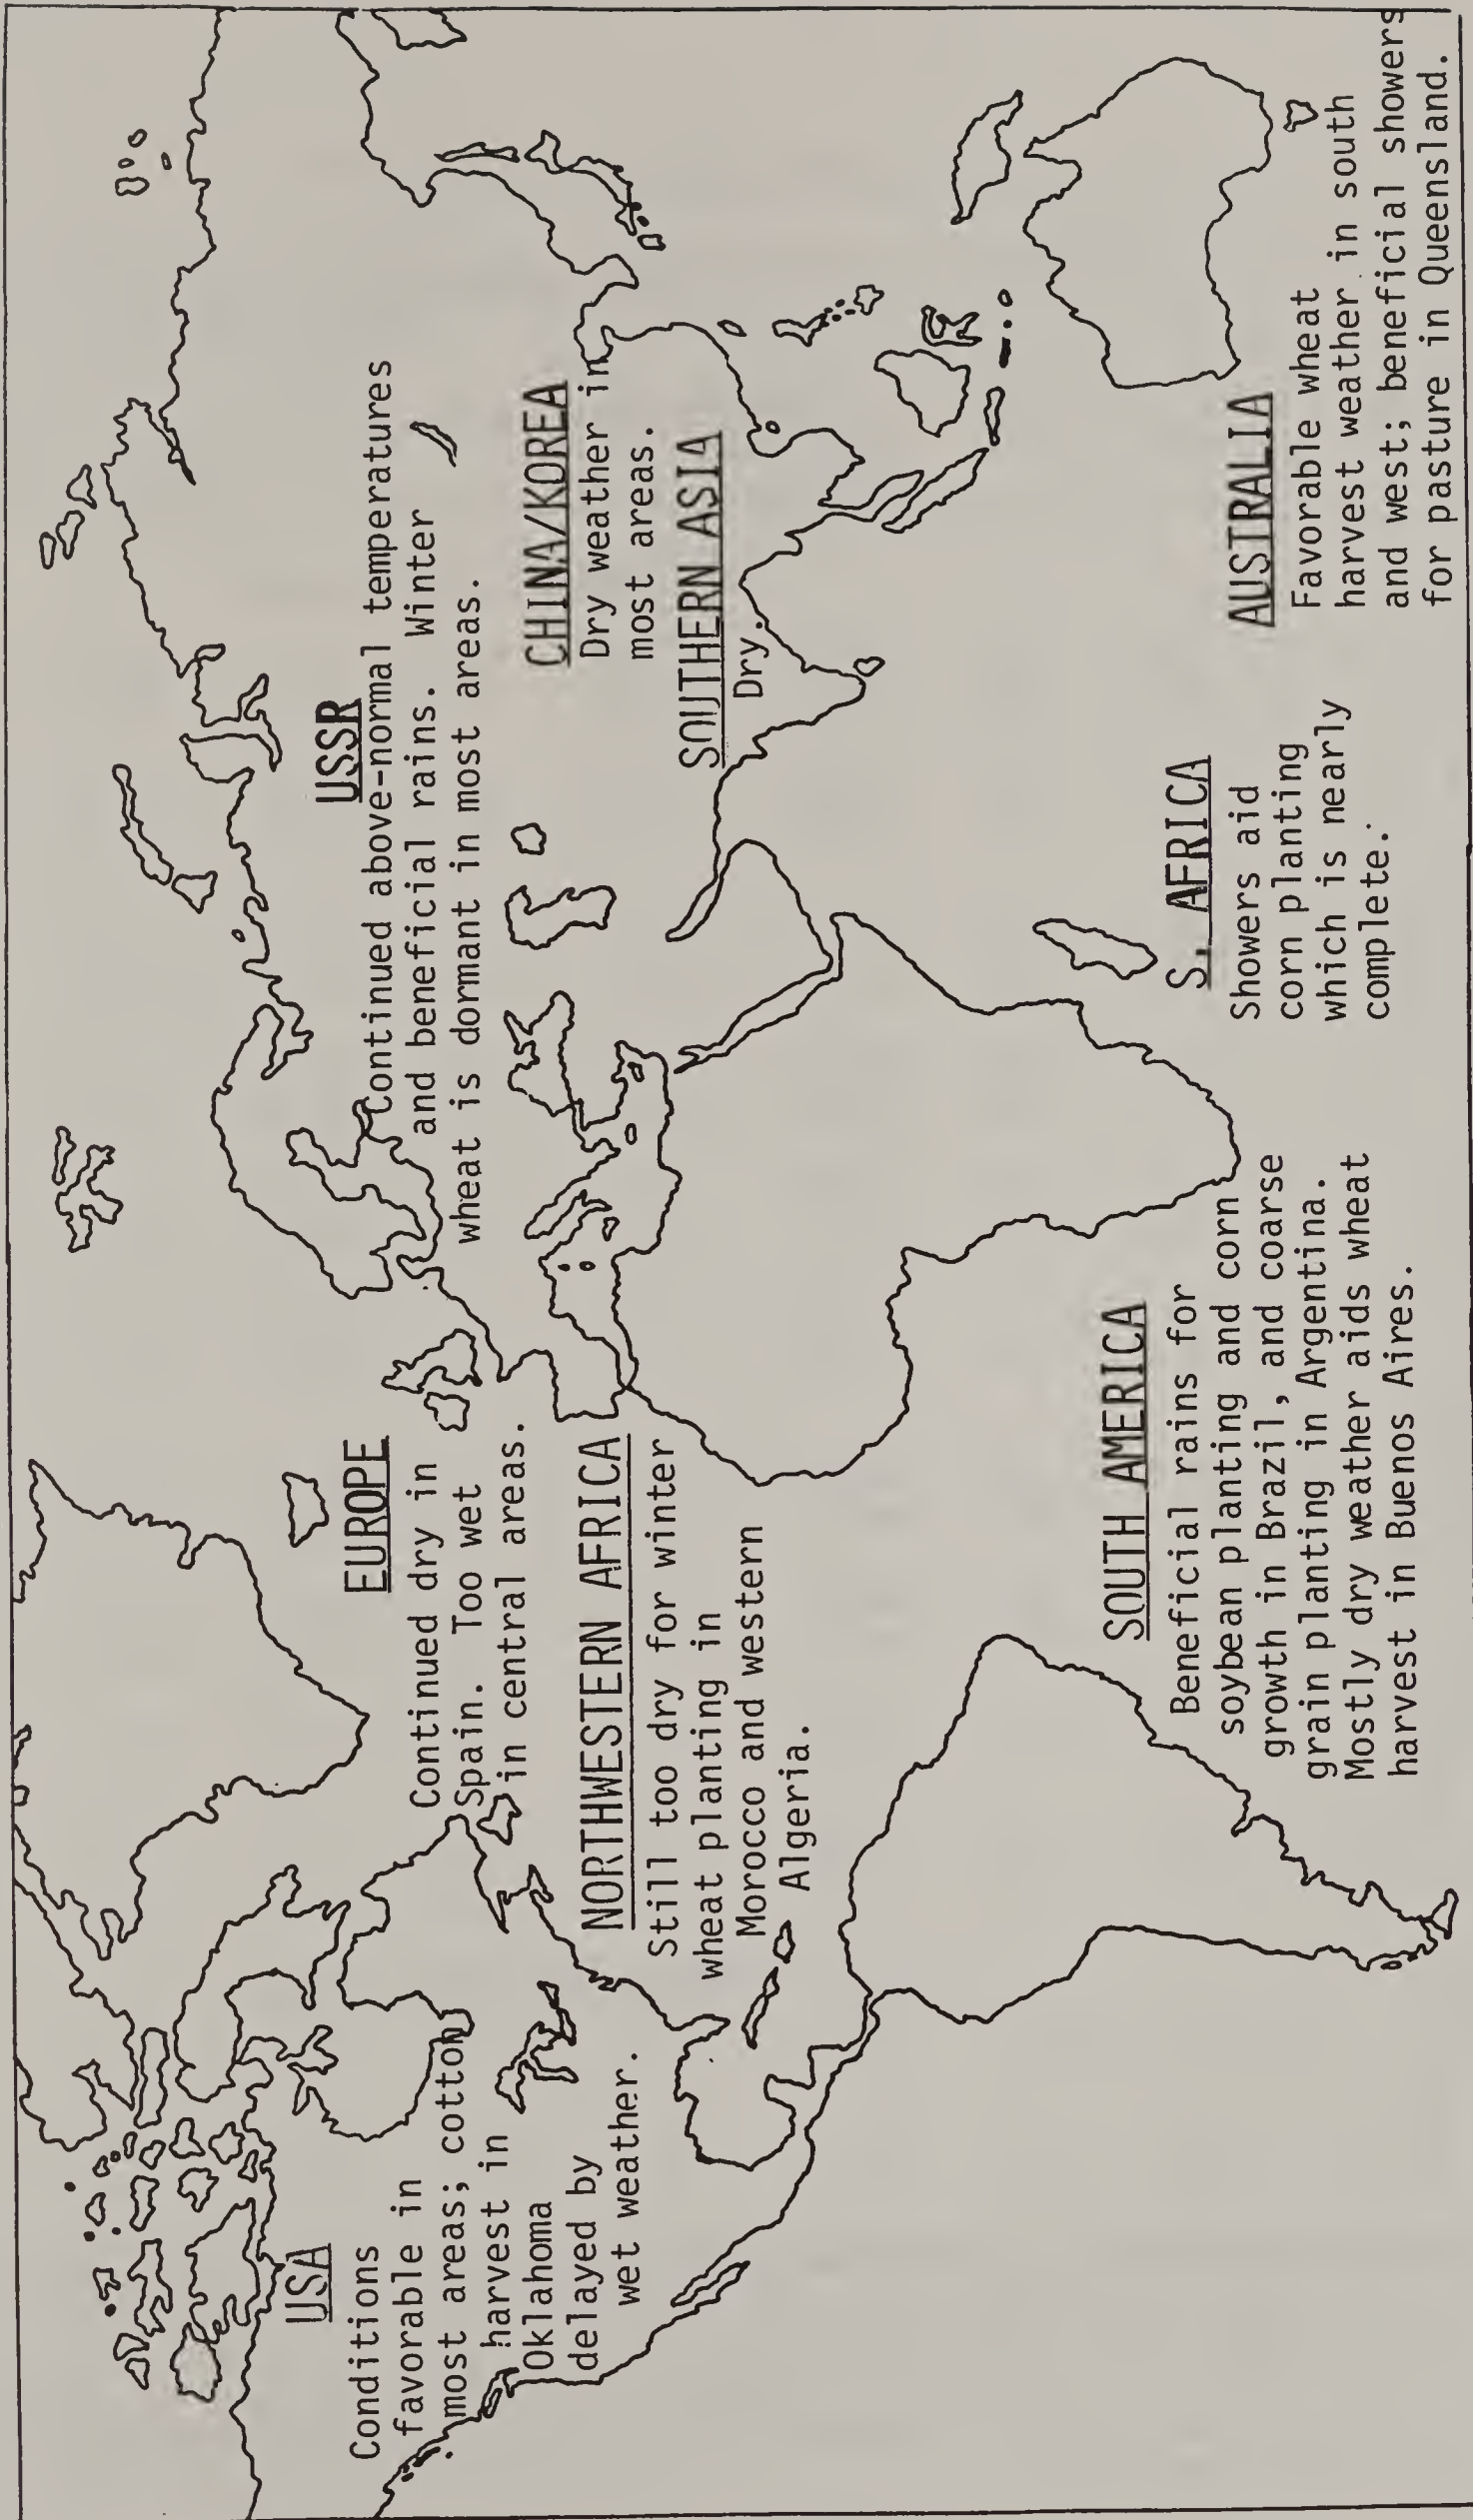 USA
Conditions
favorable in
most areas; cotton
harvest in
Oklahoma
delayed by
wet weather.
EUROPE
Continued dry in
Spain. Too wet
in central areas.
NORTHWESTERN AFRICA
Still too dry for winter
wheat planting in
Morocco and western
Algeria.
SOUTH AMERICA
Beneficial rains for
soybean planting and corn
growth in Brazil, and coarse
grain planting in Argentina.
Mostly dry weather aids wheat
harvest in Buenos Aires.
USSR
Continued above-normal temperatures
and beneficial rains. Winter
wheat is dormant in most areas.
CHINA/KOREA
Dry weather in
most areas.
SOUTHERN ASIA
Dry.
S. AFRICA
Showers aid
corn planting
which is nearly
complete.
AUSTRALIA
Favorable wheat
harvest weather in south
and west; beneficial showers
for pasture in Queensland.